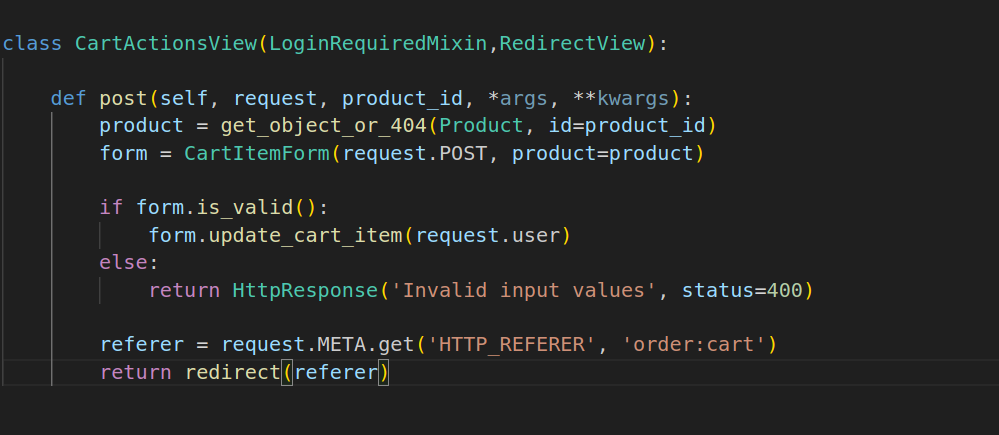 class CartActionsView(LoginRequiredMixin,RedirectView):
def post(self, request, product_id, *args, **kwargs):
product = get_object_or_404(Product, id=product_id)
form = CartItemForm(request.POST, product=product)
if form.is_valid():
form.update_cart_item(request.user)
else:
return HttpResponse('Invalid input values', status=400)
referer = request.META.get('HTTP_REFERER', 'order:cart')
return redirect(referer)